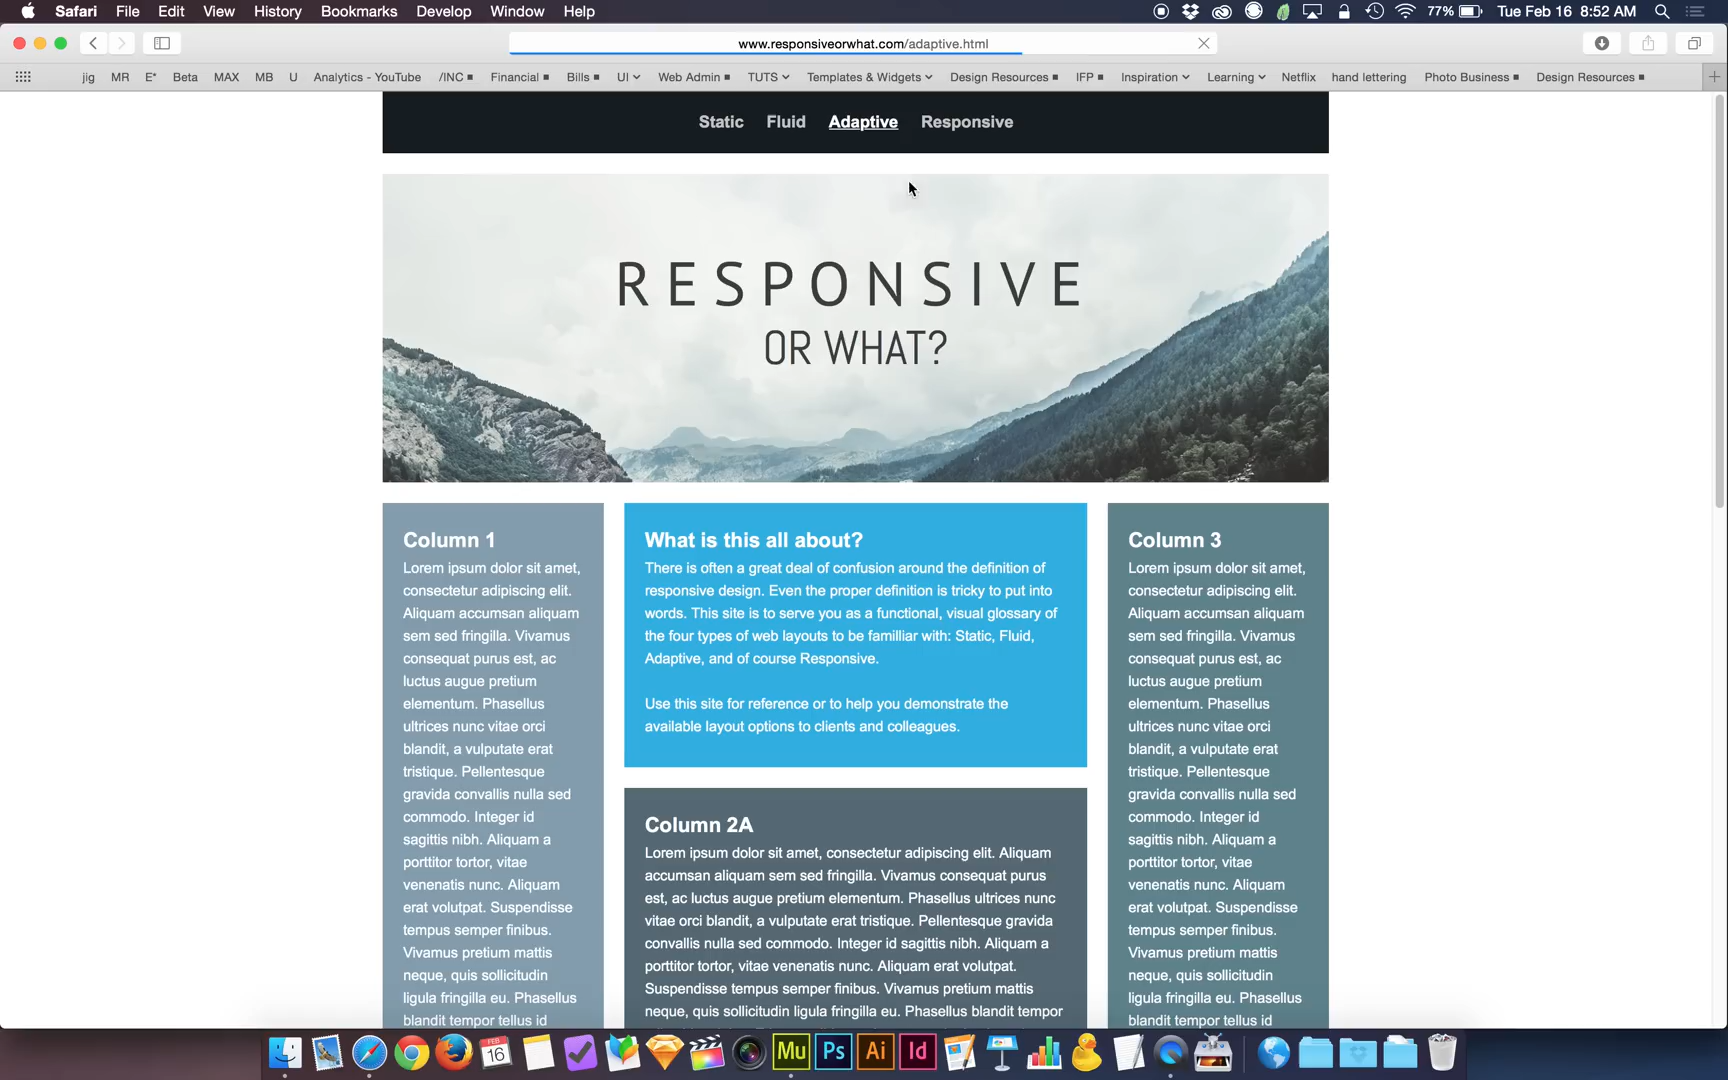 Safari File Edit View History Bookmarks Develop Window Help 77% Tue Feb 16 8:52 AM
www.responsiveorwhat.com/adaptive.html
jig MR E* Beta MAX MB U Analytics - YouTube /INC Financial Bills UI Web Admin TUTS Templates & Widgets Design Resources IFP Inspiration Learning Netflix hand lettering Photo Business Design Resources
Static Fluid Adaptive Responsive
RESPONSIVE
OR WHAT?
Column 1
Lorem ipsum dolor sit amet,
consectetur adipiscing elit.
Aliquam accumsan aliquam
sem sed fringilla. Vivamus
consequat purus est, ac
luctus augue pretium
elementum. Phasellus
ultrices nunc vitae orci
blandit, a vulputate erat
tristique. Pellentesque
gravida convallis nulla sed
commodo. Integer id
sagittis nibh. Aliquam a
porttitor tortor, vitae
venenatis nunc. Aliquam
erat volutpat. Suspendisse
tempus semper finibus.
Vivamus pretium mattis
neque, quis sollicitudin
ligula fringilla eu. Phasellus
blandit tempor tellus id
What is this all about?
There is often a great deal of confusion around the definition of
responsive design. Even the proper definition is tricky to put into
words. This site is to serve you as a functional, visual glossary of
the four types of web layouts to be familliar with: Static, Fluid,
Adaptive, and of course Responsive.
Use this site for reference or to help you demonstrate the
available layout options to clients and colleagues.
Column 2A
Lorem ipsum dolor sit amet, consectetur adipiscing elit. Aliquam
accumsan aliquam sem sed fringilla. Vivamus consequat purus
est, ac luctus augue pretium elementum. Phasellus ultrices nunc
vitae orci blandit, a vulputate erat tristique. Pellentesque gravida
convallis nulla sed commodo. Integer id sagittis nibh. Aliquam a
porttitor tortor, vitae venenatis nunc. Aliquam erat volutpat.
Suspendisse tempus semper finibus. Vivamus pretium mattis
neque, quis sollicitudin ligula fringilla eu. Phasellus blandit tempor
Column 3
Lorem ipsum dolor sit amet,
consectetur adipiscing elit.
Aliquam accumsan aliquam
sem sed fringilla. Vivamus
consequat purus est, ac
luctus augue pretium
elementum. Phasellus
ultrices nunc vitae orci
blandit, a vulputate erat
tristique. Pellentesque
gravida convallis nulla sed
commodo. Integer id
sagittis nibh. Aliquam a
porttitor tortor, vitae
venenatis nunc. Aliquam
erat volutpat. Suspendisse
tempus semper finibus.
Vivamus pretium mattis
neque, quis sollicitudin
ligula fringilla eu. Phasellus
blandit tempor tellus id
FEB 16 Mu Ps Ai Id